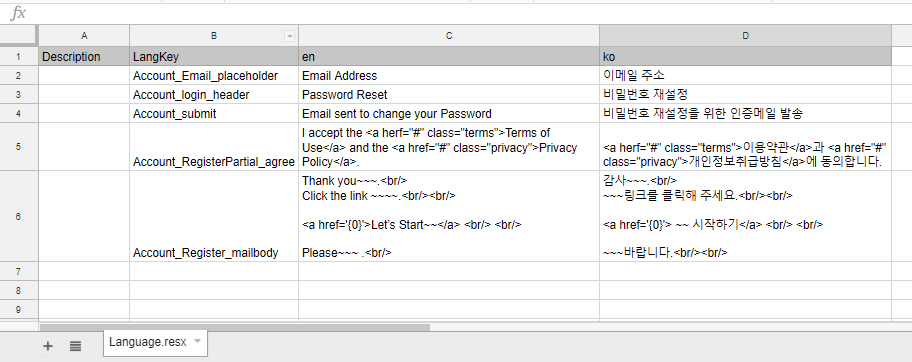 fx
A B C D
1 Description LangKey en ko
2 Account_Email_placeholder Email Address 이메일 주소
3 Account_login_header Password Reset 비밀번호 재설정
4 Account_submit Email sent to change your Password 비밀번호 재설정을 위한 인증메일 발송
5 Account_RegisterPartial_agree
I accept the <a herf="#" class="terms">Terms of
Use</a> and the <a href="#" class="privacy">Privacy
Policy</a>.
<a herf="#" class="terms">이용약관</a>과 <a href="#"
class="privacy">개인정보취급방침</a>에 동의합니다.
6 Account_Register_mailbody
Thank you~~~.<br/>
Click the link ~~~~.<br/><br/>
<a href='{0}'>Let's Start~~</a> <br/> <br/>
Please~~~ .<br/>
감사~~~.<br/>
~~~링크를 클릭해 주세요.<br/><br/>
<a href='{0}'> ~~ 시작하기</a> <br/> <br/>
~~~바랍니다.<br/><br/>
7
8
9
Language.resx